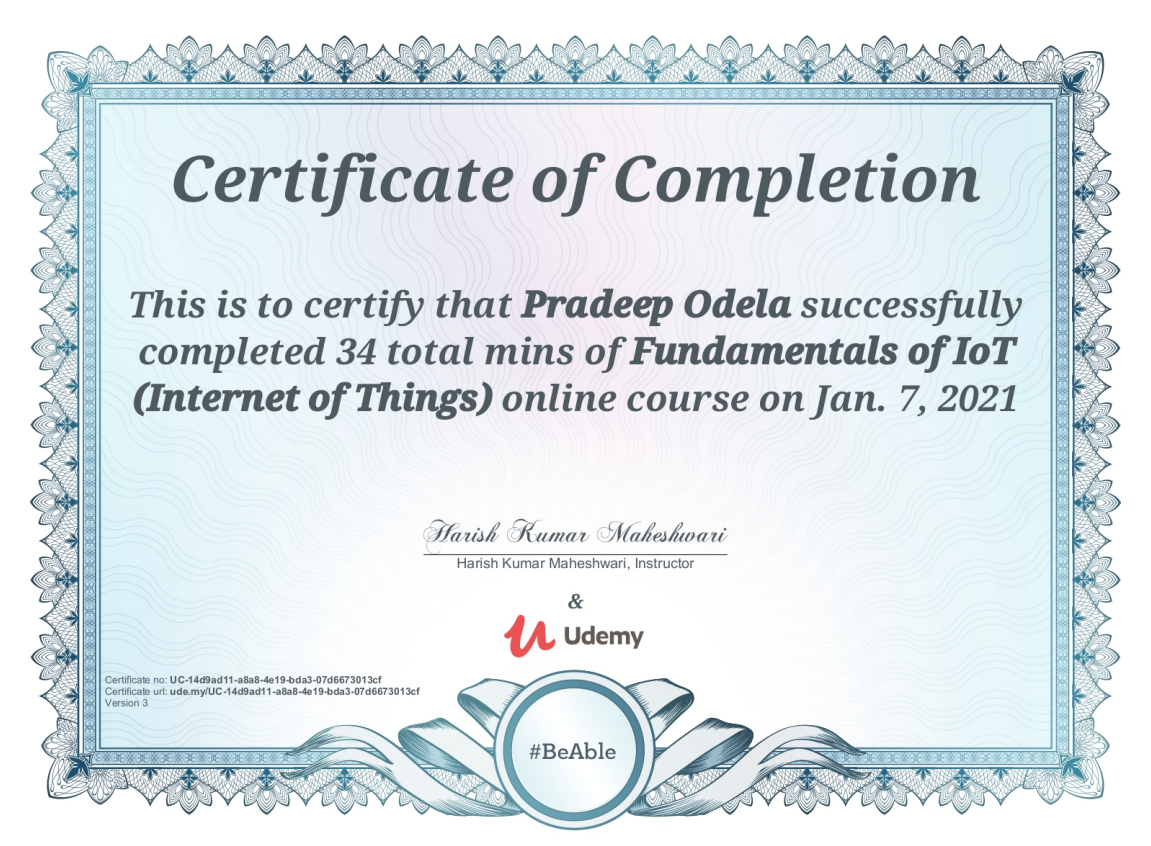 Certificate of Completion
This is to certify that Pradeep Odela successfully
completed 34 total mins of Fundamentals of IoT
(Internet of Things) online course on Jan. 7, 2021
Harish Kumar Maheshwari
Harish Kumar Maheshwari, Instructor
&
Udemy
Certificate no: UC-14d9ad11-a8a8-4e19-bda3-07d6673013cf
Certificate url: ude.my/UC-14d9ad11-a8a8-4e19-bda3-07d6673013cf
Version 3
#BeAble